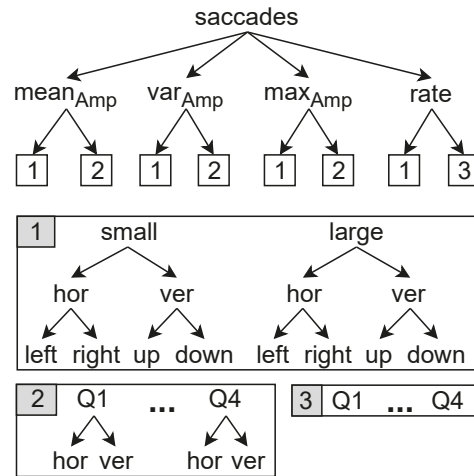 saccades
meanAmp varAmp maxAmp rate
1 2 1 2 1 2 1 3
1 small large
hor ver hor ver
left right up down left right up down
2 Q1 ... Q4 3 Q1 ... Q4
hor ver hor ver